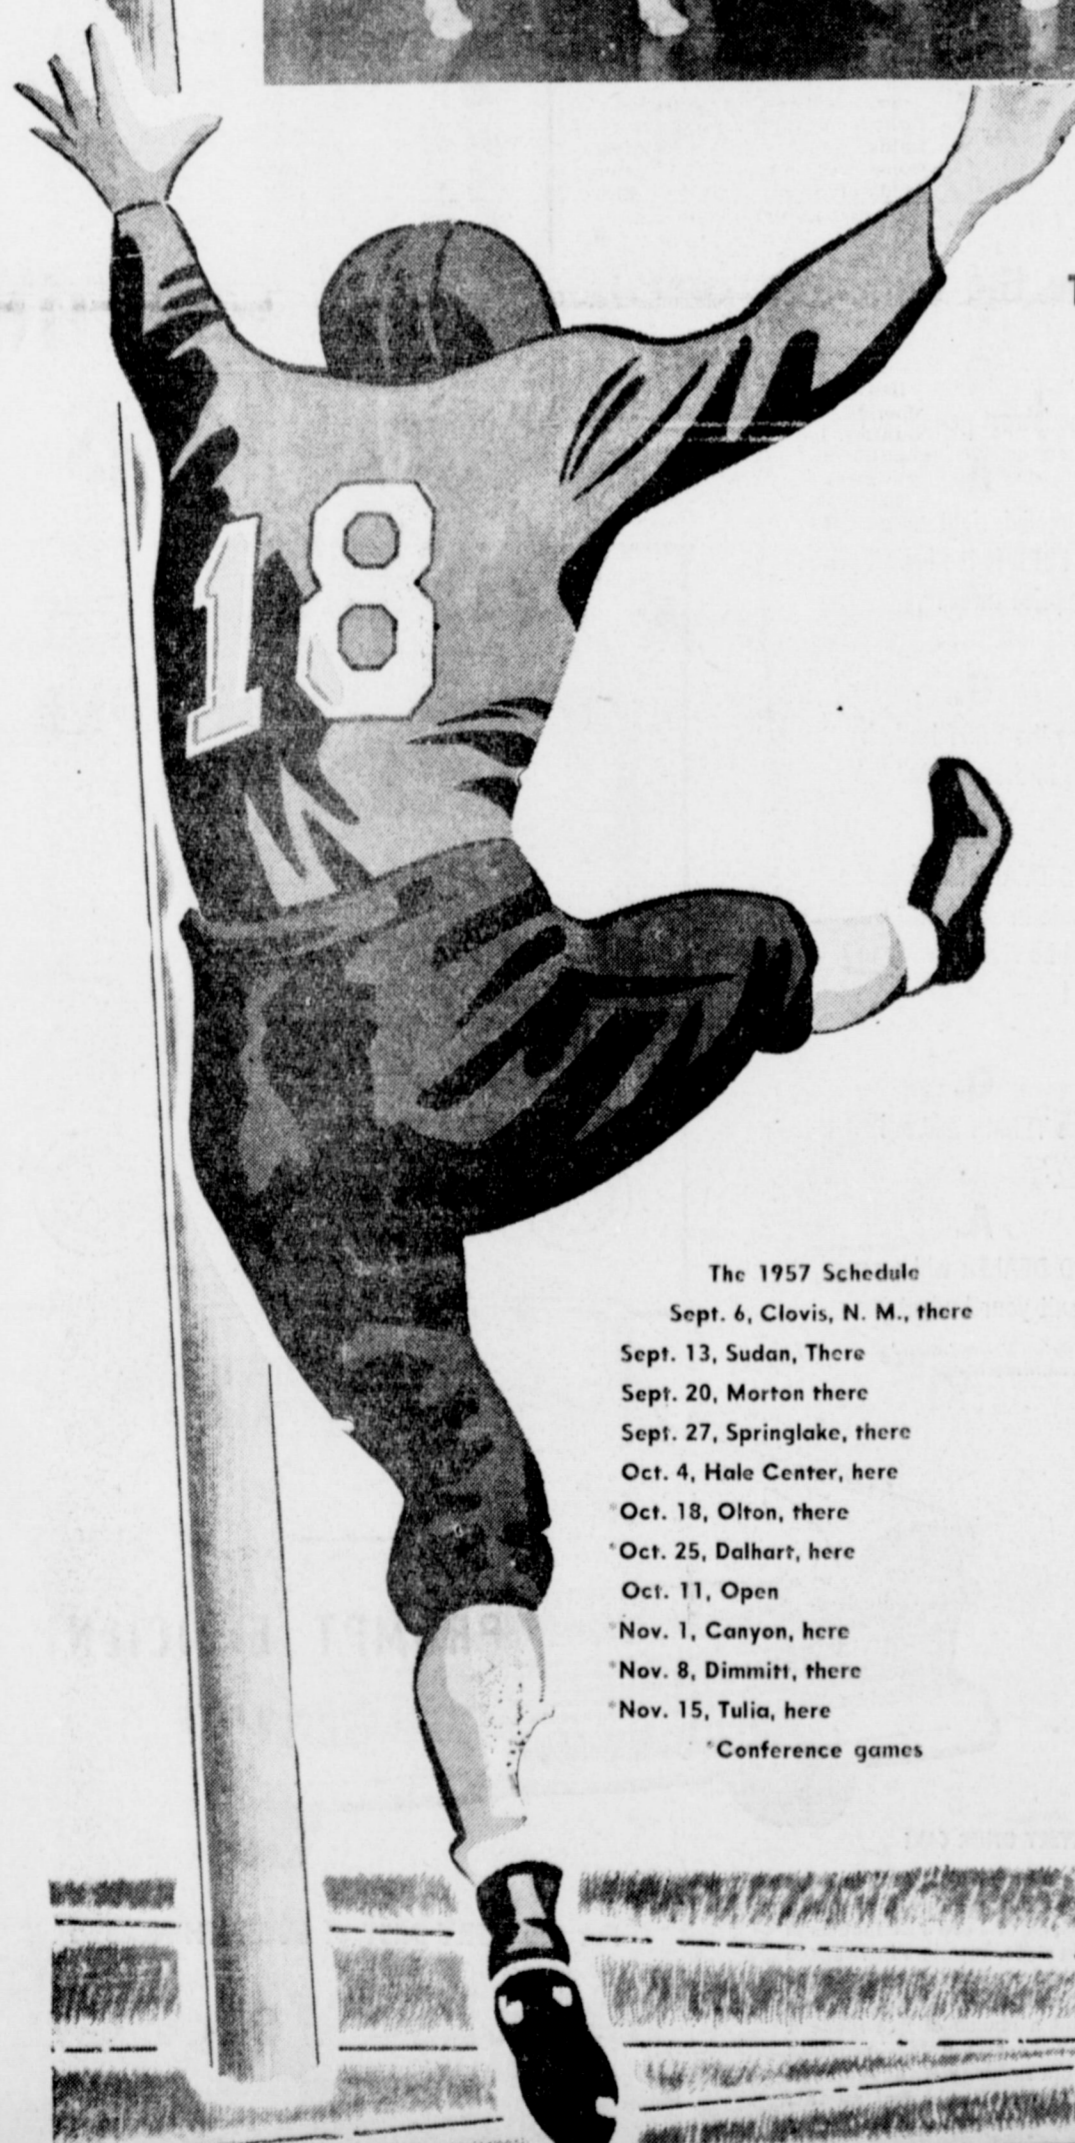 18
The 1957 Schedule
Sept. 6, Clovis, N. M., there
Sept. 13, Sudan, There
Sept. 20, Morton there
Sept. 27, Springlake, there
Oct. 4, Hale Center, here
*Oct. 18, Olton, there
*Oct. 25, Dalhart, here
Oct. 11, Open
*Nov. 1, Canyon, here
*Nov. 8, Dimmitt, there
*Nov. 15, Tulia, here
*Conference games